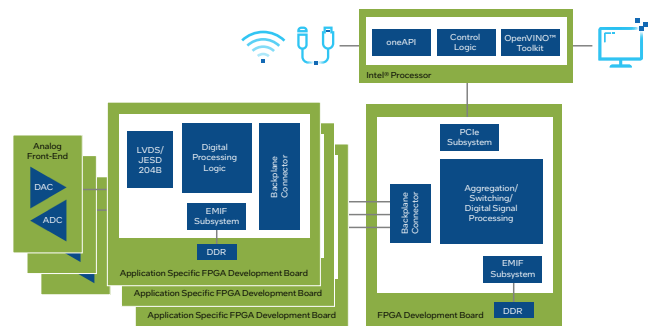 oneAPI
Control
Logic
OpenVINO™
Toolkit
Intel® Processor
Analog
Front-End
DAC
ADC
LVDS/
JESD
204B
Digital
Processing
Logic
Backplane
Connector
EMIF
Subsystem
DDR
Application Specific FPGA Development Board
Application Specific FPGA Development Board
Application Specific FPGA Development Board
PCIe
Subsystem
Backplane
Connector
Aggregation/
Switching/
Digital Signal
Processing
EMIF
Subsystem
DDR
FPGA Development Board